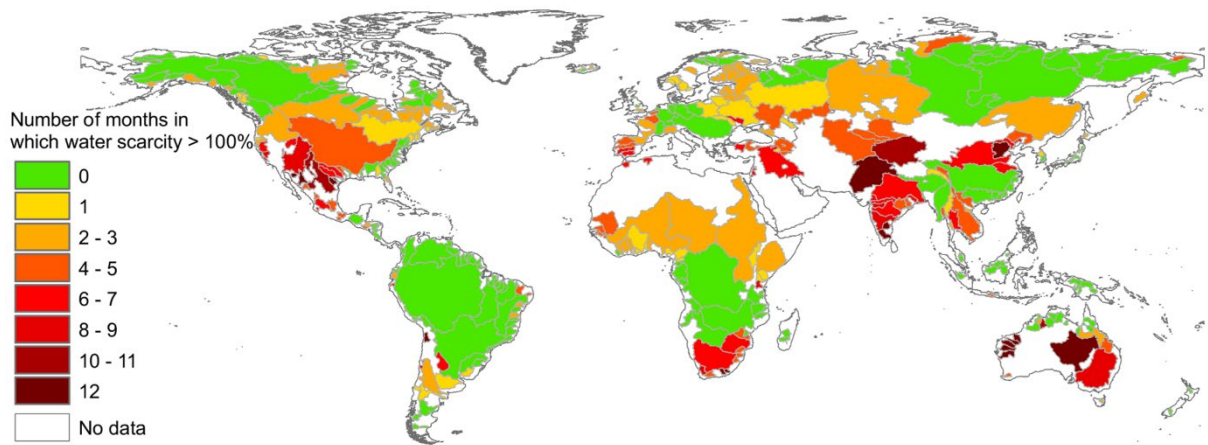 Number of months in
which water scarcity > 100%
0
1
2 - 3
4 - 5
6 - 7
8 - 9
10 - 11
12
No data